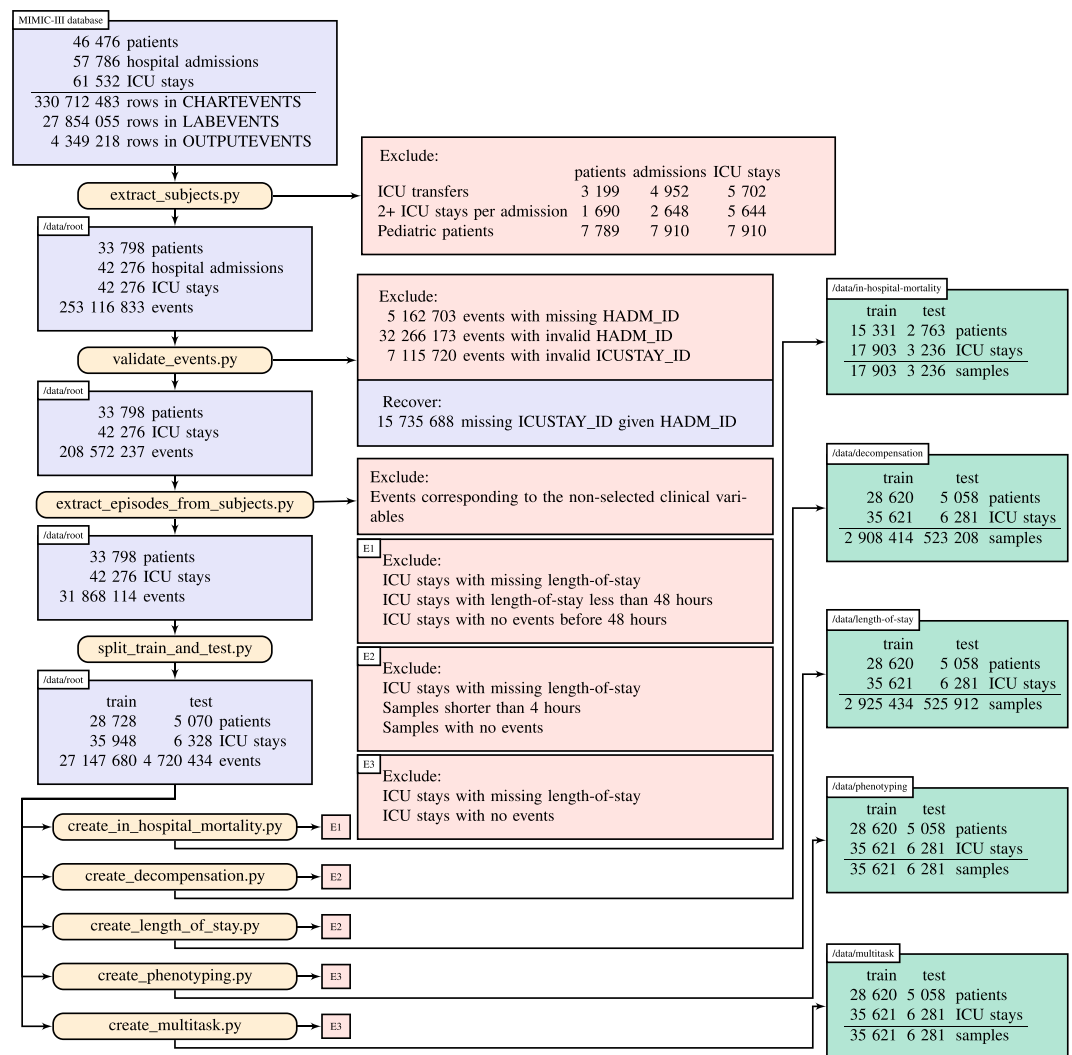 MIMIC-III database
46 476 patients
57 786 hospital admissions
61 532 ICU stays
330 712 483 rows in CHARTEVENTS
27 854 055 rows in LABEVENTS
4 349 218 rows in OUTPUTEVENTS
extract_subjects.py
Exclude:
patients admissions ICU stays
ICU transfers 3 199 4 952 5 702
2+ ICU stays per admission 1 690 2 648 5 644
Pediatric patients 7 789 7 910 7 910
/data/root
33 798 patients
42 276 hospital admissions
42 276 ICU stays
253 116 833 events
validate_events.py
Exclude:
5 162 703 events with missing HADM_ID
32 266 173 events with invalid HADM_ID
7 115 720 events with invalid ICUSTAY_ID
Recover:
15 735 688 missing ICUSTAY_ID given HADM_ID
/data/root
33 798 patients
42 276 ICU stays
208 572 237 events
extract_episodes_from_subjects.py
Exclude:
Events corresponding to the non-selected clinical vari-
ables
/data/root
33 798 patients
42 276 ICU stays
31 868 114 events
split_train_and_test.py
/data/root
train test
28 728 5 070 patients
35 948 6 328 ICU stays
27 147 680 4 720 434 events
E1
Exclude:
ICU stays with missing length-of-stay
ICU stays with length-of-stay less than 48 hours
ICU stays with no events before 48 hours
E2
Exclude:
ICU stays with missing length-of-stay
Samples shorter than 4 hours
Samples with no events
E3
Exclude:
ICU stays with missing length-of-stay
ICU stays with no events
create_in_hospital_mortality.py
E1
create_decompensation.py
E2
create_length_of_stay.py
E2
create_phenotyping.py
E3
create_multitask.py
E3
/data/in-hospital-mortality
train test
15 331 2 763 patients
17 903 3 236 ICU stays
17 903 3 236 samples
/data/decompensation
train test
28 620 5 058 patients
35 621 6 281 ICU stays
2 908 414 523 208 samples
/data/length-of-stay
train test
28 620 5 058 patients
35 621 6 281 ICU stays
2 925 434 525 912 samples
/data/phenotyping
train test
28 620 5 058 patients
35 621 6 281 ICU stays
35 621 6 281 samples
/data/multitask
train test
28 620 5 058 patients
35 621 6 281 ICU stays
35 621 6 281 samples